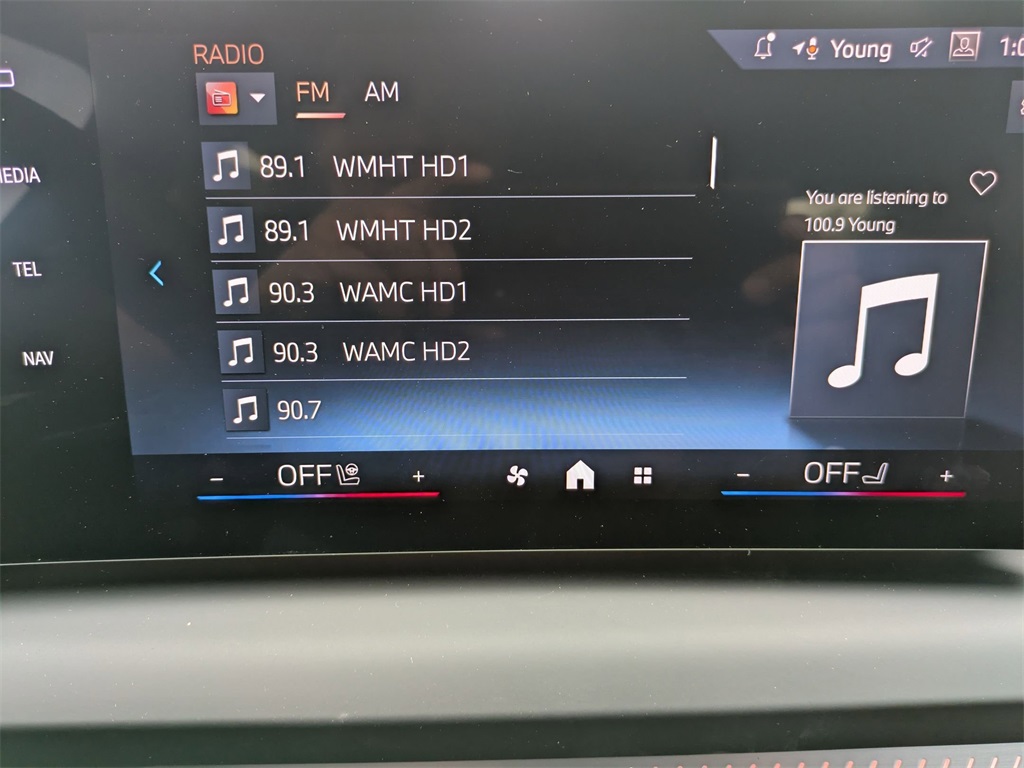 RADIO
Young
FM AM
MEDIA
89.1 WMHT HD1
89.1 WMHT HD2
You are listening to
100.9 Young
TEL
90.3 WAMC HD1
NAV
90.3 WAMC HD2
90.7
- OFF + - OFF +